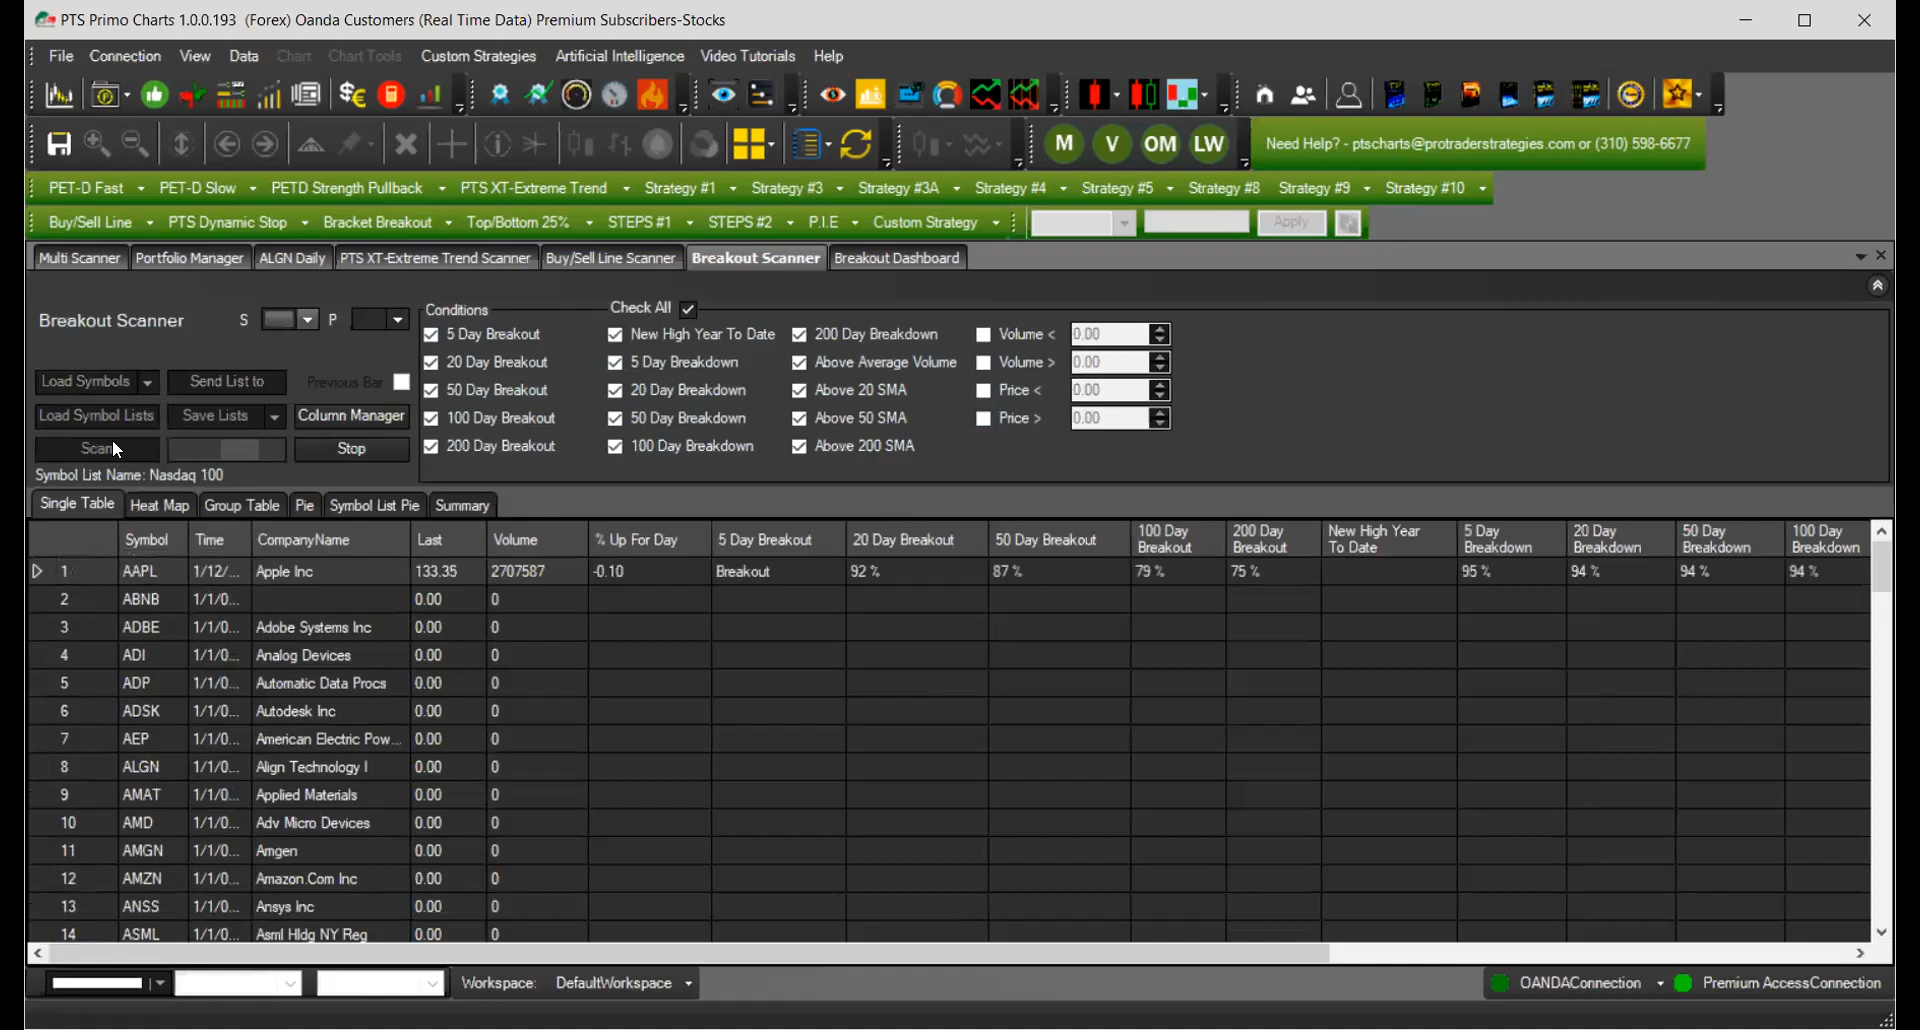 PTS Primo Charts 1.0.0.193 (Forex) Oanda Customers (Real Time Data) Premium Subscribers-Stocks
File Connection View Data Chart Chart Tools Custom Strategies Artificial Intelligence Video Tutorials Help
M V OM LW Need Help? - ptscharts@protraderstrategies.com or (310) 598-6677
PET-D Fast PET-D Slow PETD Strength Pullback PTS XT-Extreme Trend Strategy #1 Strategy #3 Strategy #3A Strategy #4 Strategy #5 Strategy #8 Strategy #9 Strategy #10
Buy/Sell Line PTS Dynamic Stop Bracket Breakout Top/Bottom 25% STEPS #1 STEPS #2 P.I.E Custom Strategy Apply
Multi Scanner Portfolio Manager ALGN Daily PTS XT-Extreme Trend Scanner Buy/Sell Line Scanner Breakout Scanner Breakout Dashboard
Breakout Scanner S P
Load Symbols Send List to Previous Bar
Load Symbol Lists Save Lists Column Manager
Scan Stop
Symbol List Name: Nasdaq 100
Conditions Check All
5 Day Breakout New High Year To Date 200 Day Breakdown Volume < 0.00
20 Day Breakout 5 Day Breakdown Above Average Volume Volume > 0.00
50 Day Breakout 20 Day Breakdown Above 20 SMA Price < 0.00
100 Day Breakout 50 Day Breakdown Above 50 SMA Price > 0.00
200 Day Breakout 100 Day Breakdown Above 200 SMA
Single Table Heat Map Group Table Pie Symbol List Pie Summary
Symbol Time CompanyName Last Volume % Up For Day 5 Day Breakout 20 Day Breakout 50 Day Breakout 100 Day Breakout 200 Day Breakout New High Year To Date 5 Day Breakdown 20 Day Breakdown 50 Day Breakdown 100 Day Breakdown
1 AAPL 1/12/... Apple Inc 133.35 2707587 -0.10 Breakout 92 % 87 % 79 % 75 % 95 % 94 % 94 % 94 %
2 ABNB 1/1/0... 0.00 0
3 ADBE 1/1/0... Adobe Systems Inc 0.00 0
4 ADI 1/1/0... Analog Devices 0.00 0
5 ADP 1/1/0... Automatic Data Procs 0.00 0
6 ADSK 1/1/0... Autodesk Inc 0.00 0
7 AEP 1/1/0... American Electric Pow... 0.00 0
8 ALGN 1/1/0... Align Technology I 0.00 0
9 AMAT 1/1/0... Applied Materials 0.00 0
10 AMD 1/1/0... Adv Micro Devices 0.00 0
11 AMGN 1/1/0... Amgen 0.00 0
12 AMZN 1/1/0... Amazon.Com Inc 0.00 0
13 ANSS 1/1/0... Ansys Inc 0.00 0
14 ASML 1/1/0... Asml Hldg NY Reg 0.00 0
Workspace: DefaultWorkspace OANDAConnection Premium AccessConnection